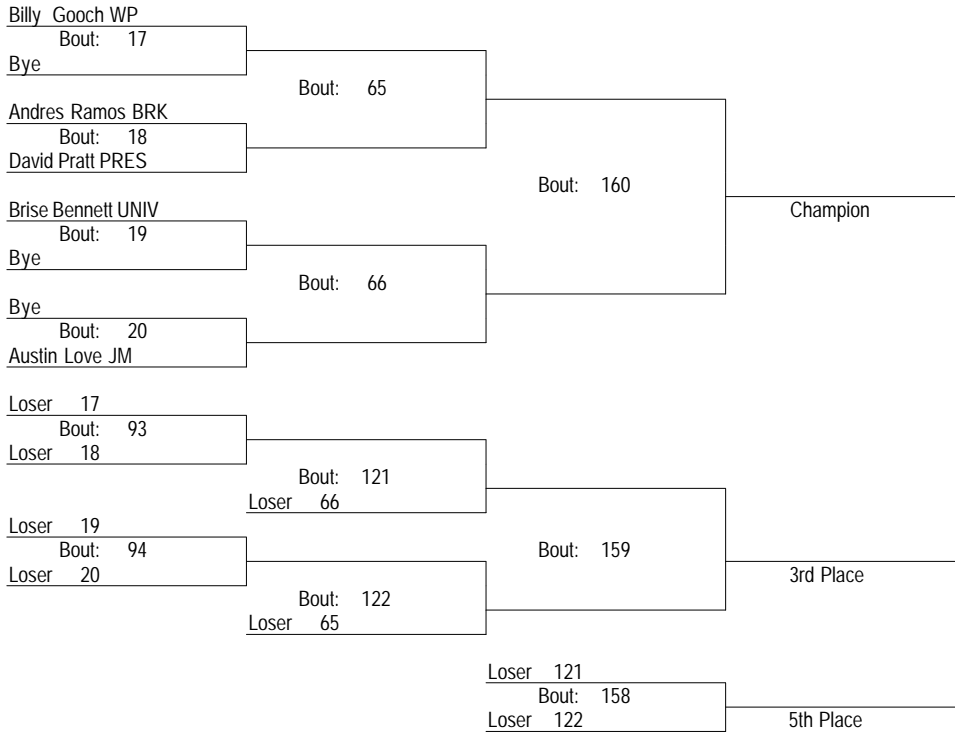 Billy Gooch WP
Bout: 17
Bye
Bout: 65
Andres Ramos BRK
Bout: 18
David Pratt PRES
Bout: 160
Champion
Brise Bennett UNIV
Bout: 19
Bye
Bout: 66
Bye
Bout: 20
Austin Love JM
Loser 17
Bout: 93
Loser 18
Bout: 121
Loser 66
Loser 19
Bout: 94
Loser 20
Bout: 159
3rd Place
Bout: 122
Loser 65
Loser 121
Bout: 158
Loser 122
5th Place